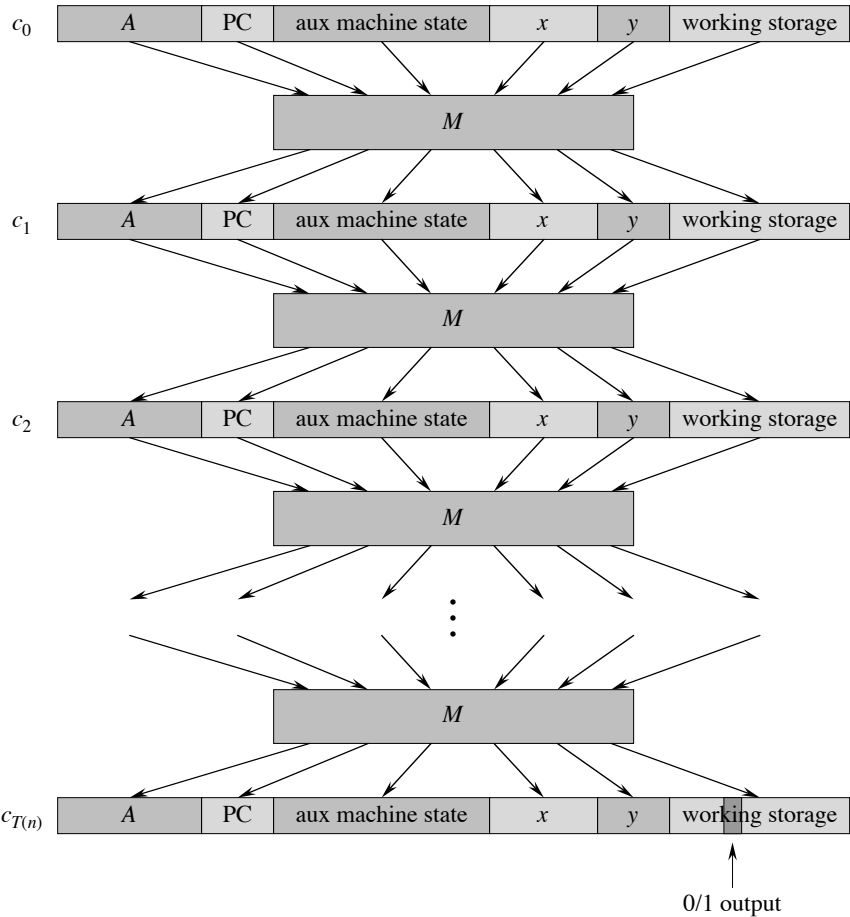 c₀ A PC aux machine state x y working storage
M
c₁ A PC aux machine state x y working storage
M
c₂ A PC aux machine state x y working storage
M
⋮
M
c_{T(n)} A PC aux machine state x y working storage
0/1 output